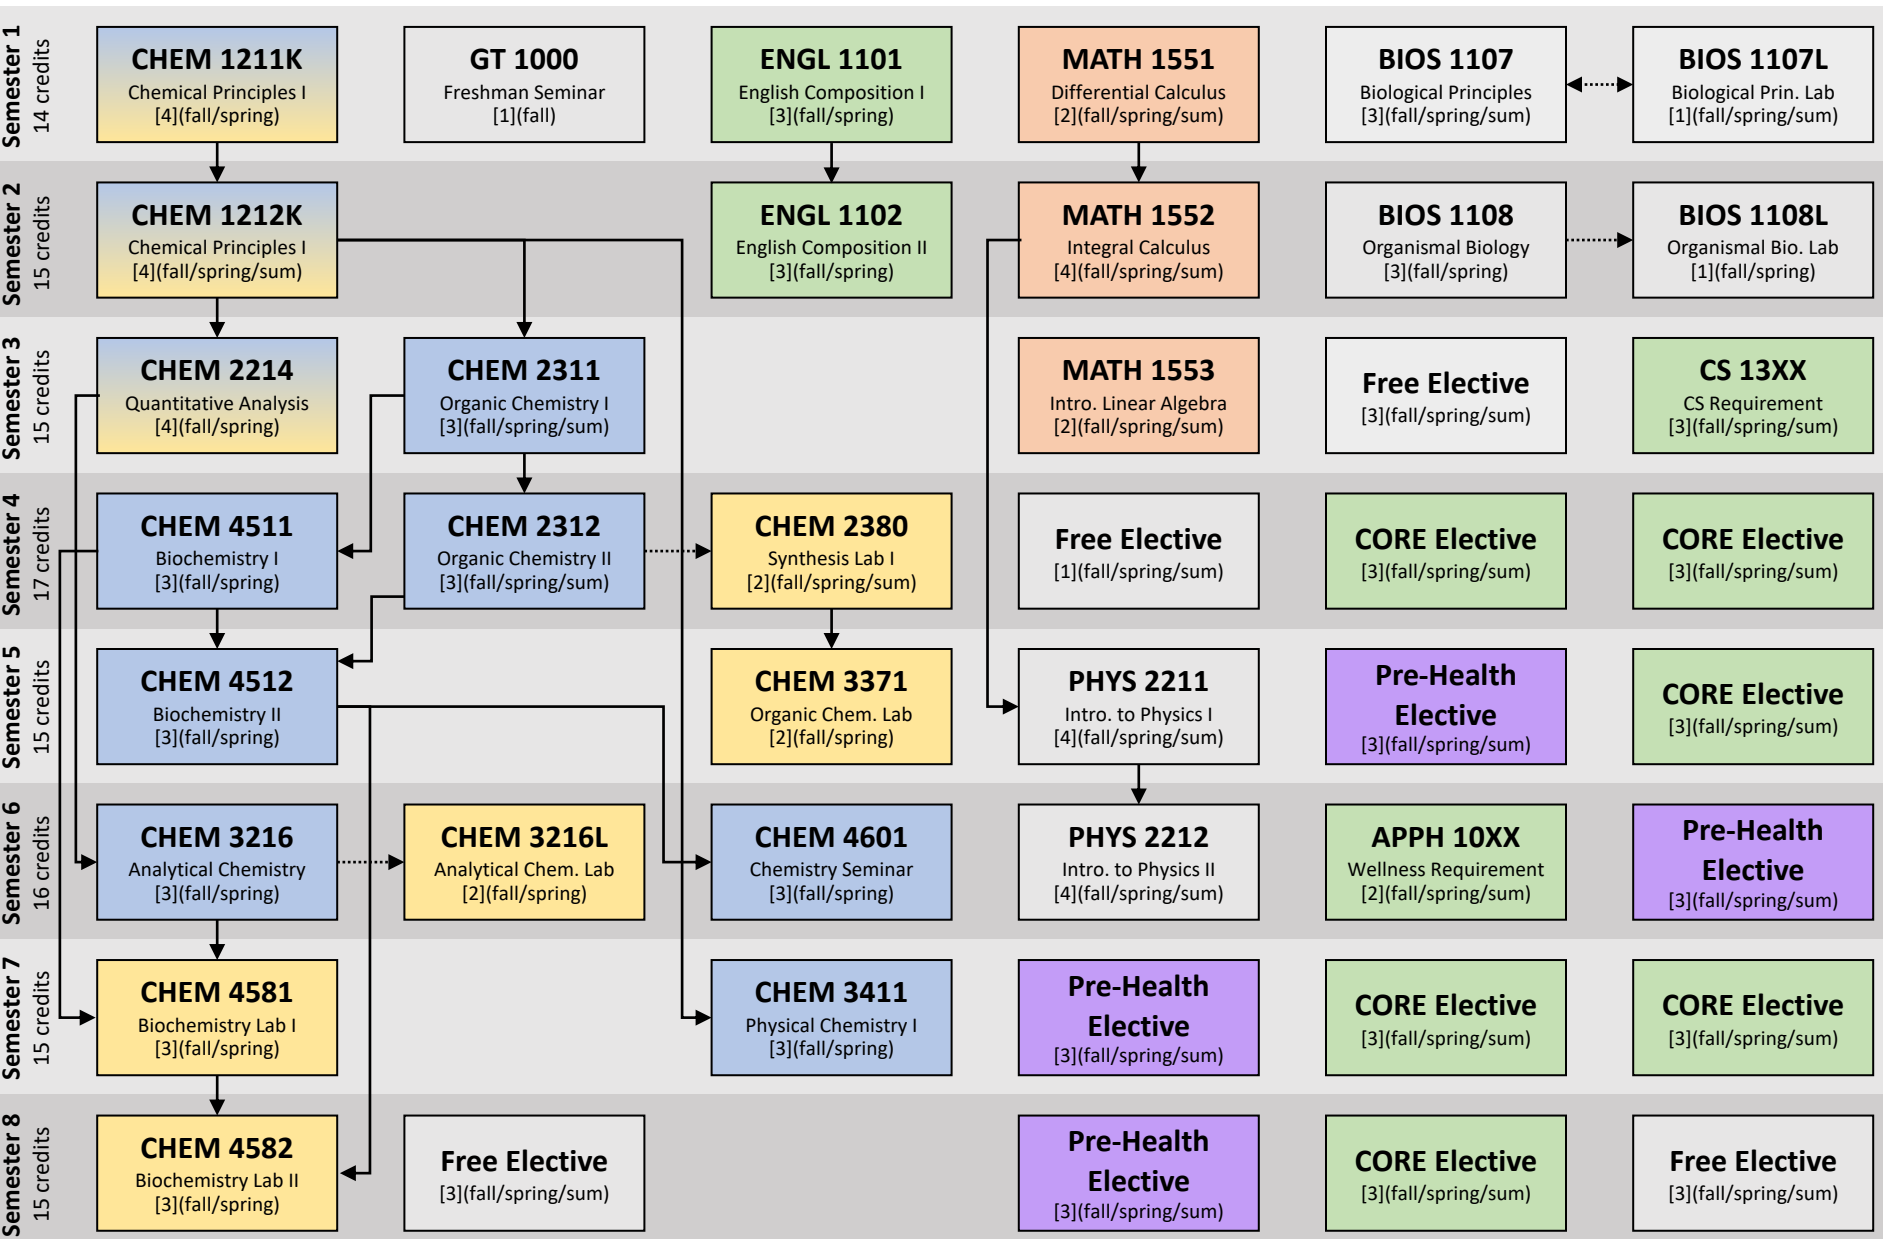 Semester 1
14 credits
CHEM 1211K
Chemical Principles I
[4](fall/spring)
GT 1000
Freshman Seminar
[1](fall)
ENGL 1101
English Composition I
[3](fall/spring)
MATH 1551
Differential Calculus
[2](fall/spring/sum)
BIOS 1107
Biological Principles
[3](fall/spring/sum)
BIOS 1107L
Biological Prin. Lab
[1](fall/spring/sum)
Semester 2
15 credits
CHEM 1212K
Chemical Principles I
[4](fall/spring/sum)
ENGL 1102
English Composition II
[3](fall/spring)
MATH 1552
Integral Calculus
[4](fall/spring/sum)
BIOS 1108
Organismal Biology
[3](fall/spring)
BIOS 1108L
Organismal Bio. Lab
[1](fall/spring)
Semester 3
15 credits
CHEM 2214
Quantitative Analysis
[4](fall/spring)
CHEM 2311
Organic Chemistry I
[3](fall/spring/sum)
MATH 1553
Intro. Linear Algebra
[2](fall/spring/sum)
Free Elective
[3](fall/spring/sum)
CS 13XX
CS Requirement
[3](fall/spring/sum)
Semester 4
17 credits
CHEM 4511
Biochemistry I
[3](fall/spring)
CHEM 2312
Organic Chemistry II
[3](fall/spring/sum)
CHEM 2380
Synthesis Lab I
[2](fall/spring/sum)
Free Elective
[1](fall/spring/sum)
CORE Elective
[3](fall/spring/sum)
CORE Elective
[3](fall/spring/sum)
Semester 5
15 credits
CHEM 4512
Biochemistry II
[3](fall/spring)
CHEM 3371
Organic Chem. Lab
[2](fall/spring)
PHYS 2211
Intro. to Physics I
[4](fall/spring/sum)
Pre-Health
Elective
[3](fall/spring/sum)
CORE Elective
[3](fall/spring/sum)
Semester 6
16 credits
CHEM 3216
Analytical Chemistry
[3](fall/spring)
CHEM 3216L
Analytical Chem. Lab
[2](fall/spring)
CHEM 4601
Chemistry Seminar
[3](fall/spring)
PHYS 2212
Intro. to Physics II
[4](fall/spring/sum)
APPH 10XX
Wellness Requirement
[2](fall/spring/sum)
Pre-Health
Elective
[3](fall/spring/sum)
Semester 7
15 credits
CHEM 4581
Biochemistry Lab I
[3](fall/spring)
CHEM 3411
Physical Chemistry I
[3](fall/spring)
Pre-Health
Elective
[3](fall/spring/sum)
CORE Elective
[3](fall/spring/sum)
CORE Elective
[3](fall/spring/sum)
Semester 8
15 credits
CHEM 4582
Biochemistry Lab II
[3](fall/spring)
Free Elective
[3](fall/spring/sum)
Pre-Health
Elective
[3](fall/spring/sum)
CORE Elective
[3](fall/spring/sum)
Free Elective
[3](fall/spring/sum)